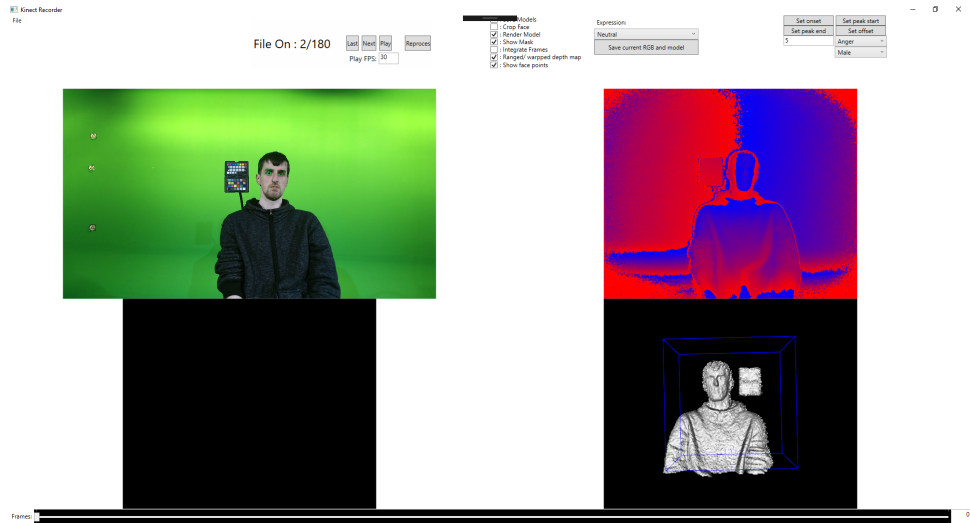 Kinect Recorder
File
File On : 2/180
Last Next Play Reproces
Play FPS: 30
Models
: Crop Face
: Render Model
: Show Mask
: Integrate Frames
: Ranged/ warpped depth map
: Show face points
Expression:
Neutral
Save current RGB and model
Set onset Set peak start
Set peak end Set offset
5 Anger
Male
Frames: 0